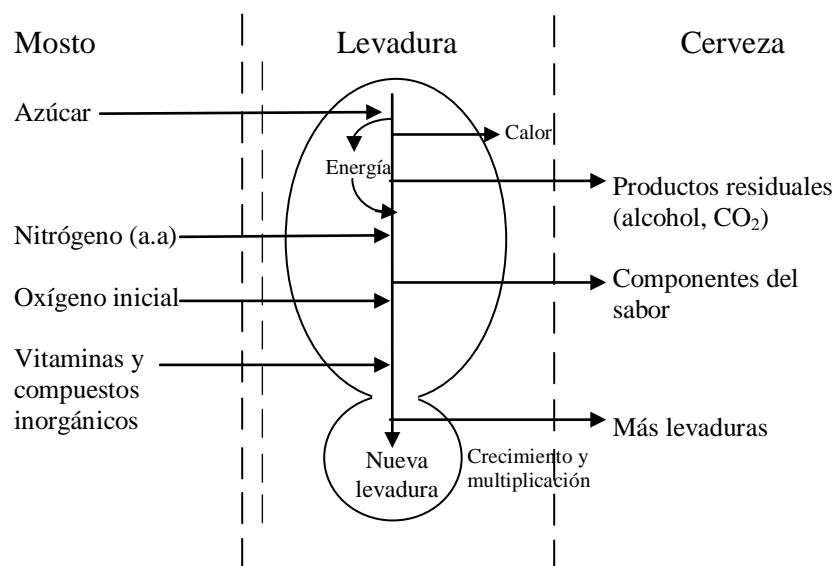 Mosto
Levadura
Cerveza
Azúcar
Calor
Energía
Productos residuales
(alcohol, CO₂)
Nitrógeno (a.a)
Componentes del
sabor
Oxígeno inicial
Vitaminas y
compuestos
inorgánicos
Más levaduras
Nueva
levadura
Crecimiento y
multiplicación